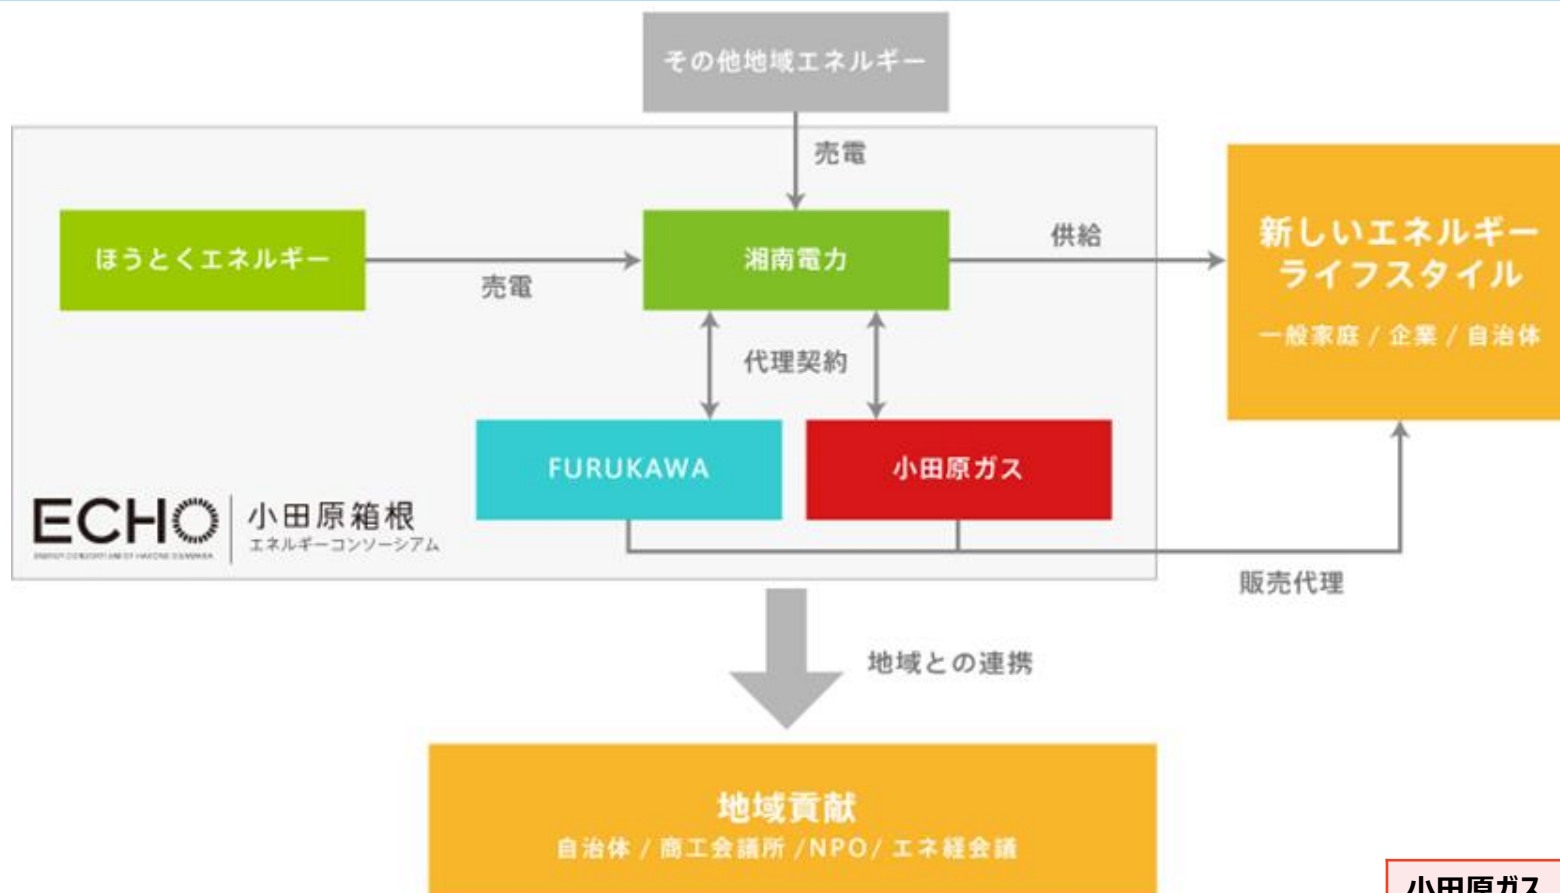 その他地域エネルギー
売電
ほうとくエネルギー
売電
湘南電力
供給
新しいエネルギー
ライフスタイル
一般家庭 / 企業 / 自治体
代理契約
FURUKAWA
小田原ガス
ECHO
小田原箱根
エネルギーコンソーシアム
販売代理
地域との連携
地域貢献
自治体 / 商工会議所 /NPO/ エネ経会議
小田原ガス